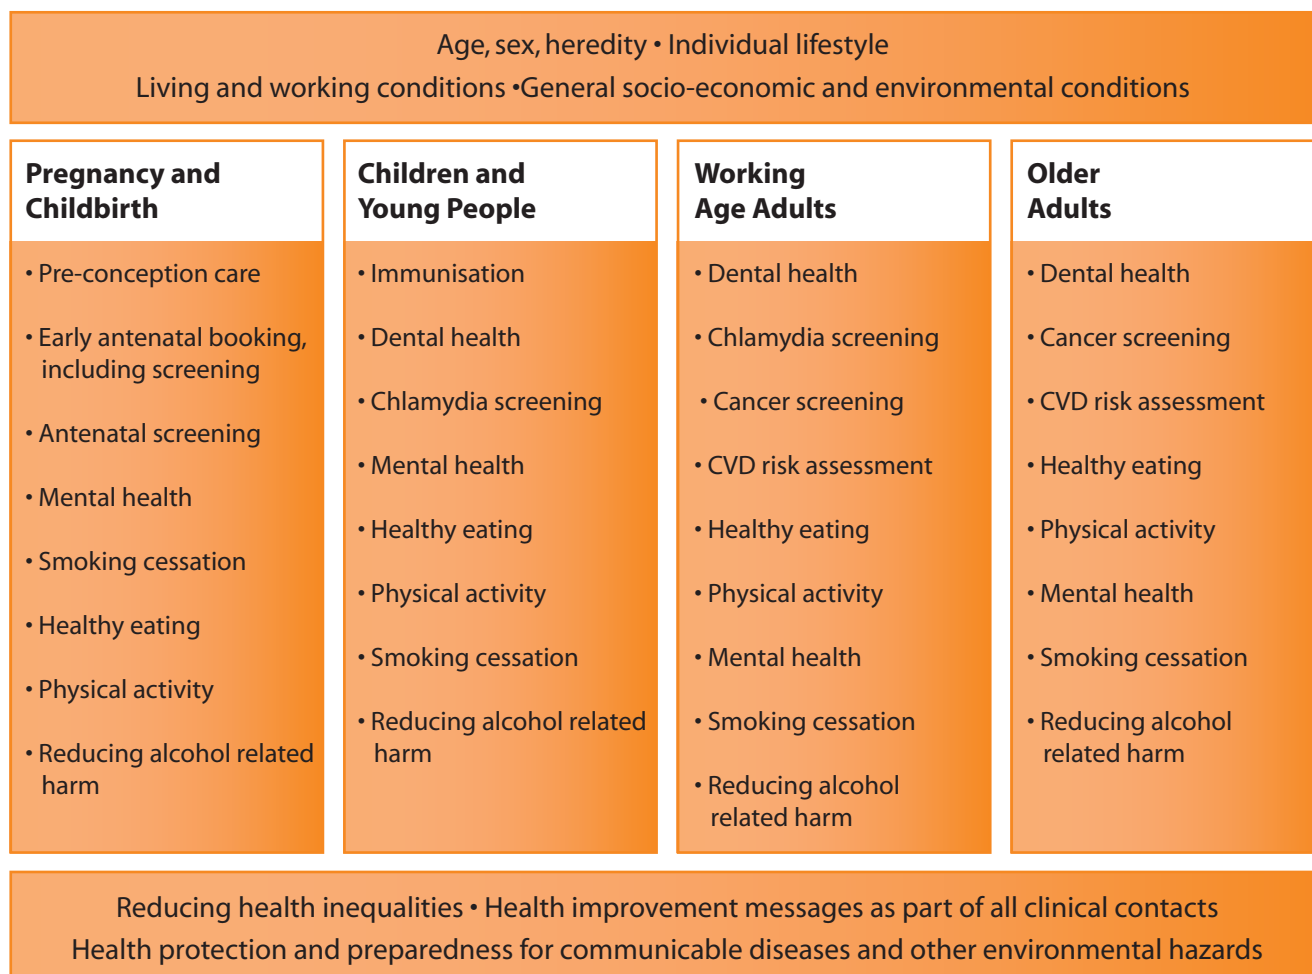 Age, sex, heredity • Individual lifestyle
Living and working conditions •General socio-economic and environmental conditions
Pregnancy and
Childbirth
• Pre-conception care
• Early antenatal booking,
including screening
• Antenatal screening
• Mental health
• Smoking cessation
• Healthy eating
• Physical activity
• Reducing alcohol related
harm
Children and
Young People
• Immunisation
• Dental health
• Chlamydia screening
• Mental health
• Healthy eating
• Physical activity
• Smoking cessation
• Reducing alcohol related
harm
Working
Age Adults
• Dental health
• Chlamydia screening
• Cancer screening
• CVD risk assessment
• Healthy eating
• Physical activity
• Mental health
• Smoking cessation
• Reducing alcohol
related harm
Older
Adults
• Dental health
• Cancer screening
• CVD risk assessment
• Healthy eating
• Physical activity
• Mental health
• Smoking cessation
• Reducing alcohol
related harm
Reducing health inequalities • Health improvement messages as part of all clinical contacts
Health protection and preparedness for communicable diseases and other environmental hazards